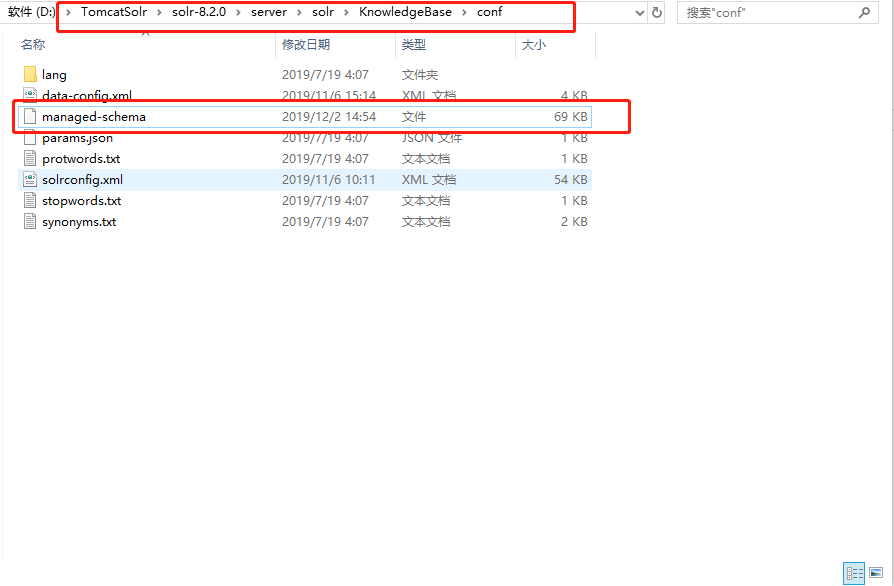 软件 (D:) › TomcatSolr › solr-8.2.0 › server › solr › KnowledgeBase › conf 搜索"conf"
名称 修改日期 类型 大小
lang 2019/7/19 4:07 文件夹
data-config.xml 2019/11/6 15:14 XML 文档 4 KB
managed-schema 2019/12/2 14:54 文件 69 KB
params.json 2019/7/19 4:07 JSON 文件 1 KB
protwords.txt 2019/7/19 4:07 文本文档 1 KB
solrconfig.xml 2019/11/6 10:11 XML 文档 54 KB
stopwords.txt 2019/7/19 4:07 文本文档 1 KB
synonyms.txt 2019/7/19 4:07 文本文档 2 KB